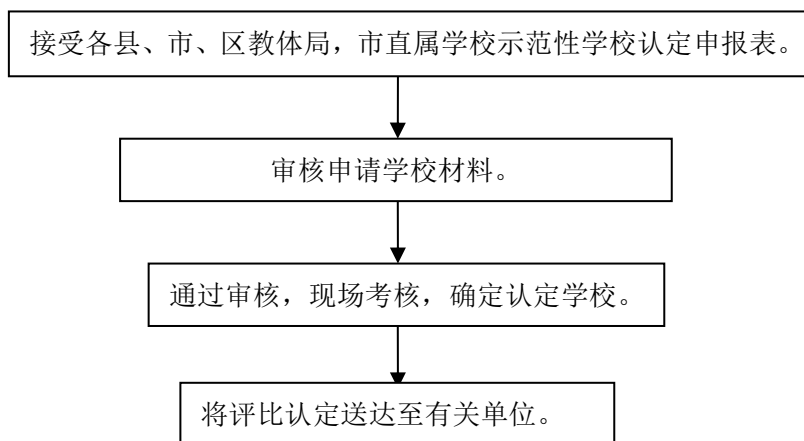 接受各县、市、区教体局，市直属学校示范性学校认定申报表。
审核申请学校材料。
通过审核，现场考核，确定认定学校。
将评比认定送达至有关单位。